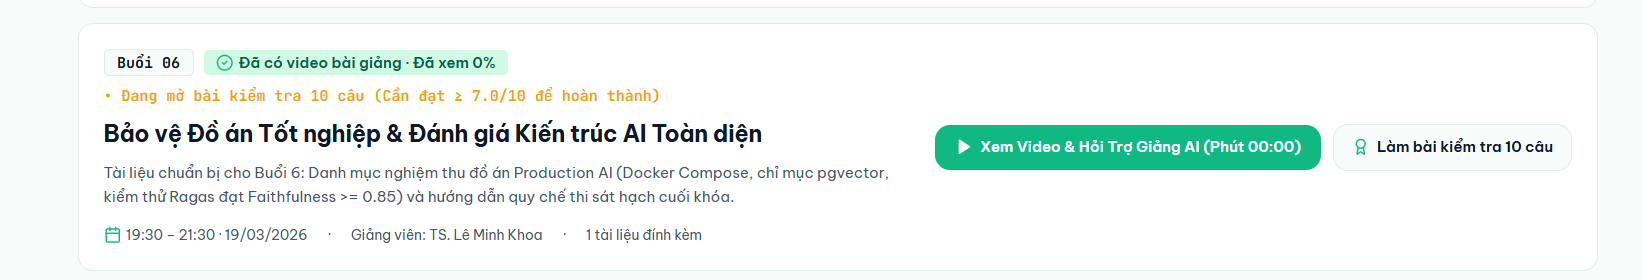 Buổi 06
Đã có video bài giảng · Đã xem 0%
• Đang mở bài kiểm tra 10 câu (Cần đạt ≥ 7.0/10 để hoàn thành)
Bảo vệ Đồ án Tốt nghiệp & Đánh giá Kiến trúc AI Toàn diện
Tài liệu chuẩn bị cho Buổi 6: Danh mục nghiệm thu đồ án Production AI (Docker Compose, chỉ mục pgvector,
kiểm thử Ragas đạt Faithfulness >= 0.85) và hướng dẫn quy chế thi sát hạch cuối khóa.
19:30 – 21:30 · 19/03/2026 · Giảng viên: TS. Lê Minh Khoa · 1 tài liệu đính kèm
Xem Video & Hỏi Trợ Giảng AI (Phút 00:00)
Làm bài kiểm tra 10 câu